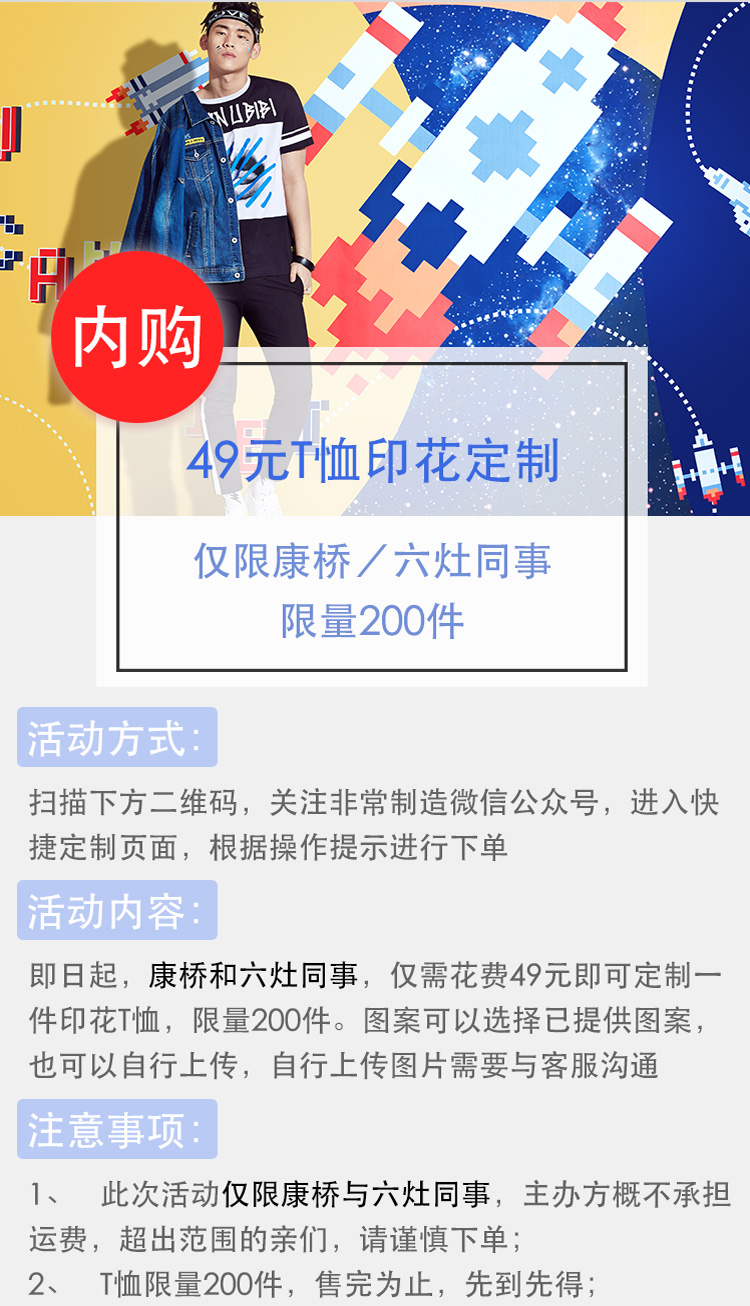 内购
49元T恤印花定制
仅限康桥／六灶同事
限量200件
活动方式：
扫描下方二维码，关注非常制造微信公众号，进入快
捷定制页面，根据操作提示进行下单
活动内容：
即日起，康桥和六灶同事，仅需花费49元即可定制一
件印花T恤，限量200件。图案可以选择已提供图案，
也可以自行上传，自行上传图片需要与客服沟通
注意事项：
1、 此次活动仅限康桥与六灶同事，主办方概不承担
运费，超出范围的亲们，请谨慎下单；
2、 T恤限量200件，售完为止，先到先得；